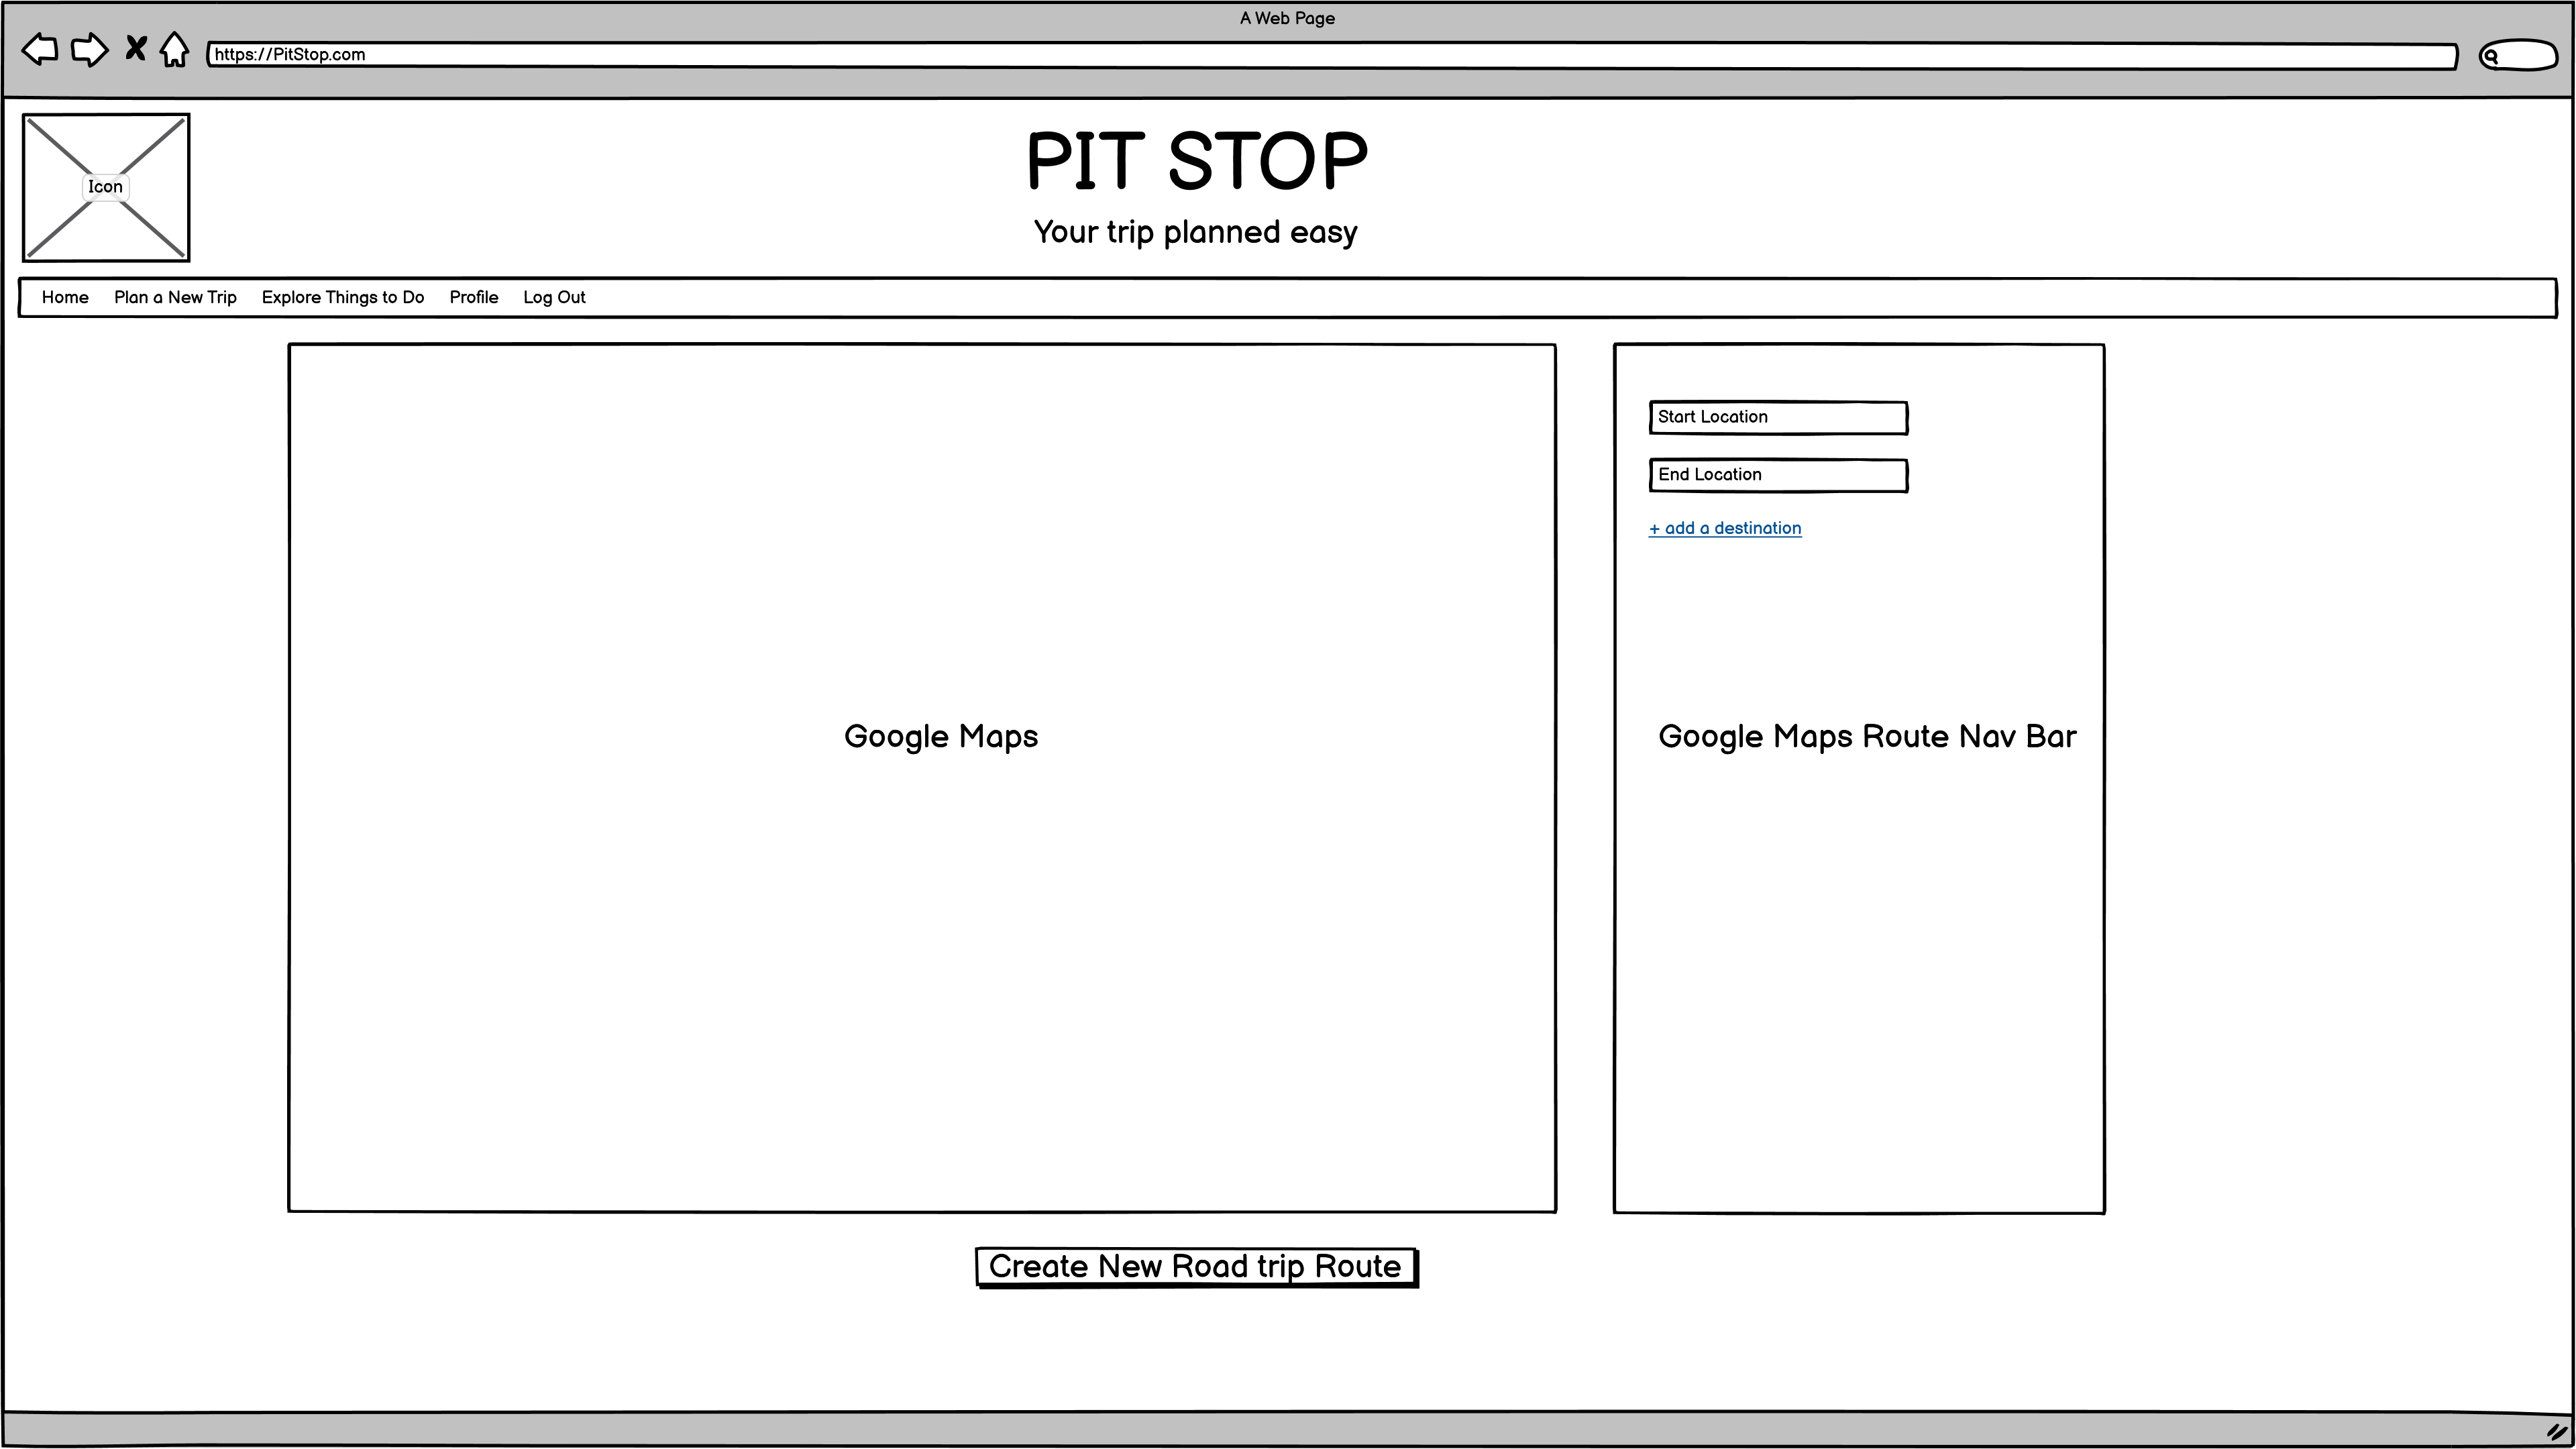 A Web Page
https://PitStop.com
Icon
PIT STOP
Your trip planned easy
Home Plan a New Trip Explore Things to Do Profile Log Out
Start Location
End Location
+ add a destination
Google Maps
Google Maps Route Nav Bar
Create New Road trip Route